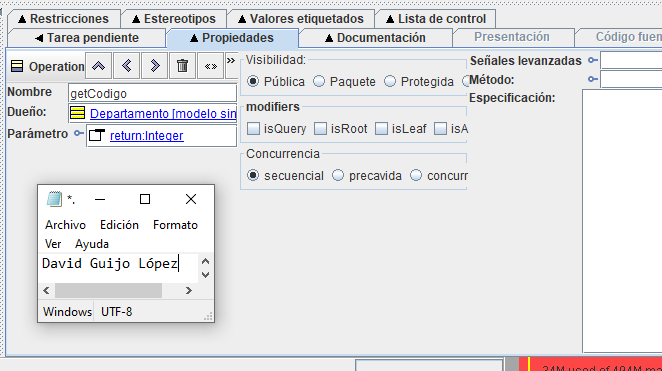 ▲ Restricciones ▲ Estereotipos ▲ Valores etiquetados ▲ Lista de control
◀ Tarea pendiente ▲ Propiedades ▲ Documentación Presentación Código fuen
Operation »
Nombre getCodigo
Dueño: Departamento [modelo sin
Parámetro return:Integer
Visibilidad:
Pública Paquete Protegida
modifiers
isQuery isRoot isLeaf isA
Concurrencia
secuencial precavida concurr
Señales levanzadas
Método:
Especificación:
*.
Archivo Edición Formato
Ver Ayuda
David Guijo López
Windows UTF-8
24M used of 494M ma